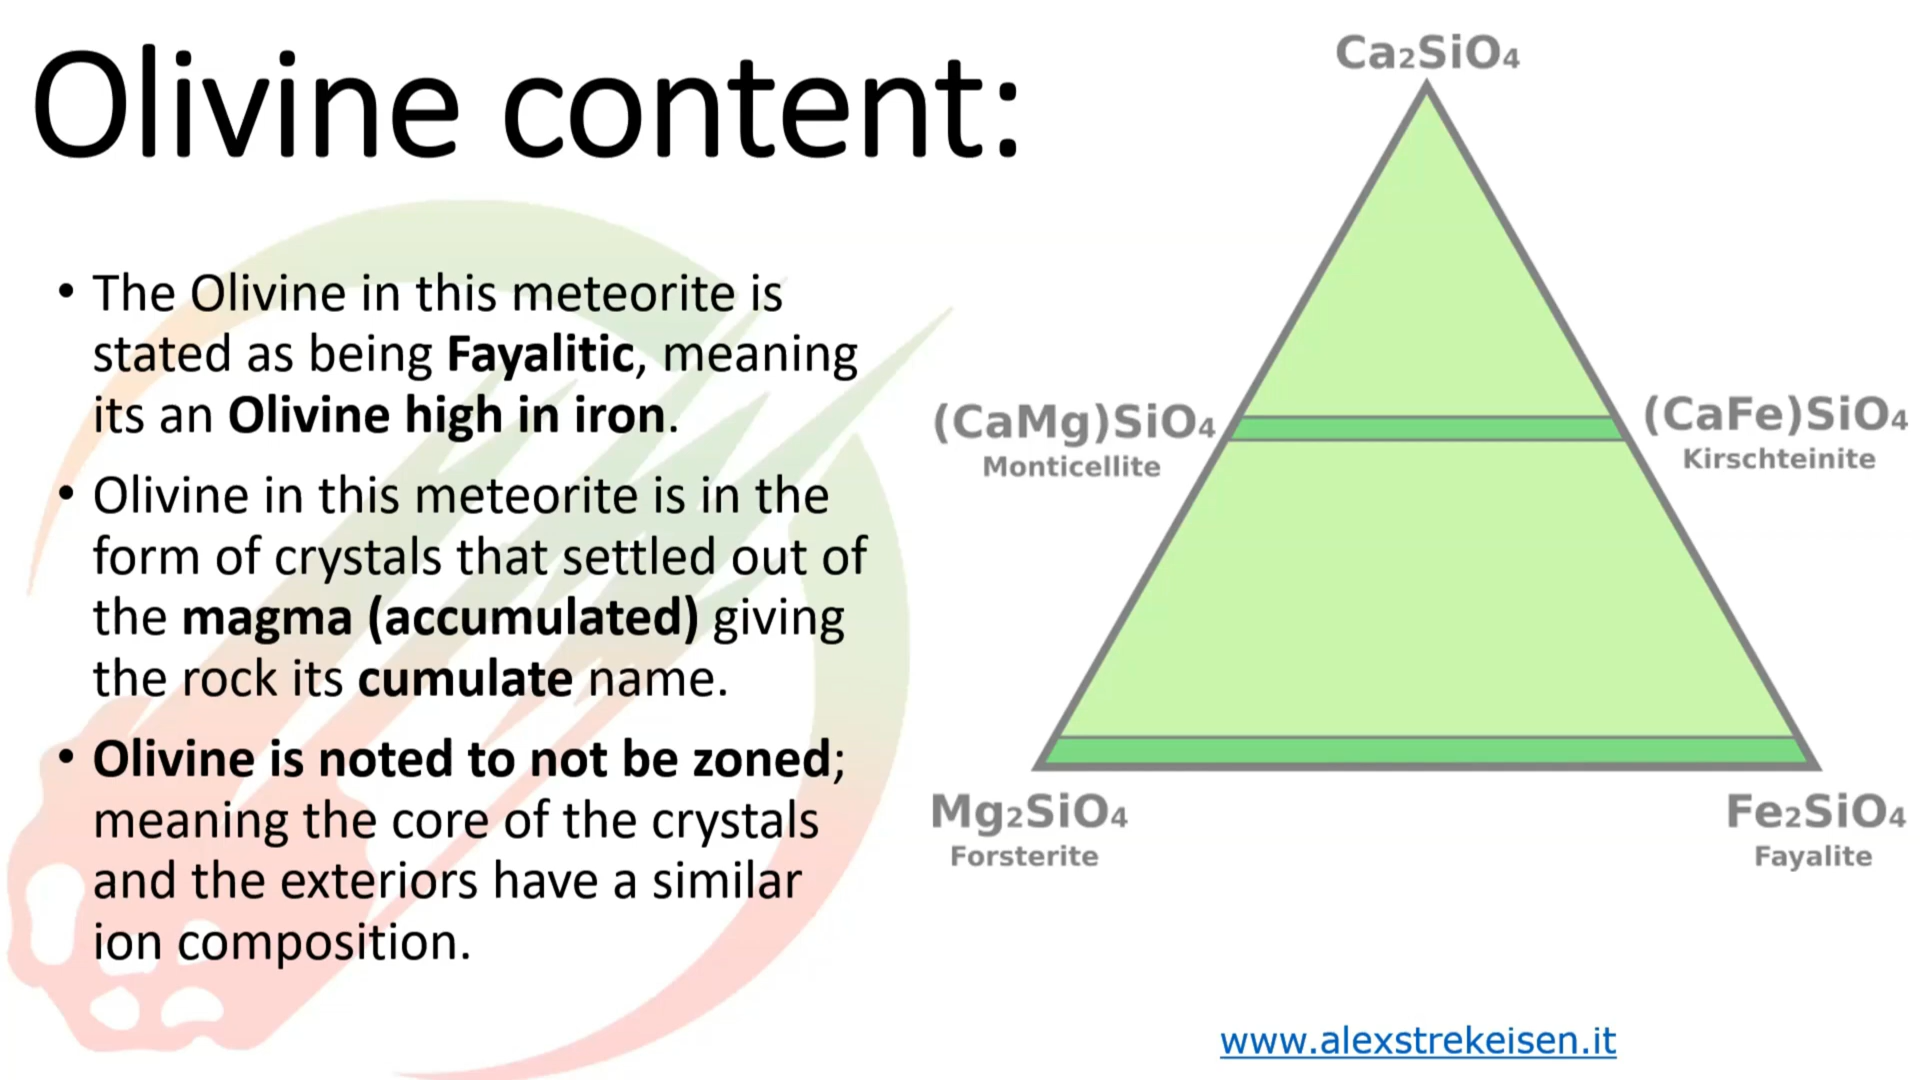 Olivine content:
• The Olivine in this meteorite is
stated as being Fayalitic, meaning
its an Olivine high in iron.
• Olivine in this meteorite is in the
form of crystals that settled out of
the magma (accumulated) giving
the rock its cumulate name.
• Olivine is noted to not be zoned;
meaning the core of the crystals
and the exteriors have a similar
ion composition.
Ca₂SiO₄
(CaMg)SiO₄
Monticellite
(CaFe)SiO₄
Kirschteinite
Mg₂SiO₄
Forsterite
Fe₂SiO₄
Fayalite
www.alexstrekeisen.it